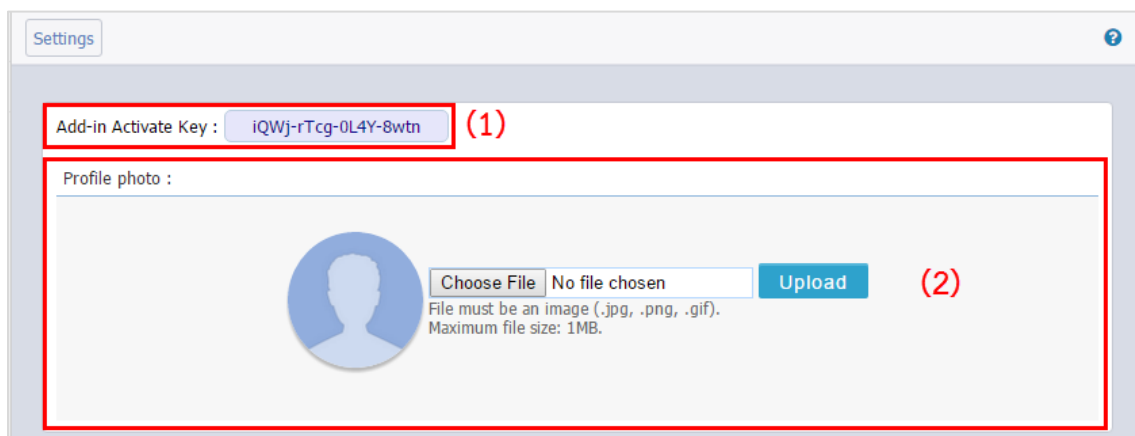 Settings
Add-in Activate Key : iQWj-rTcg-0L4Y-8wtn (1)
Profile photo :
Choose File No file chosen Upload (2)
File must be an image (.jpg, .png, .gif).
Maximum file size: 1MB.